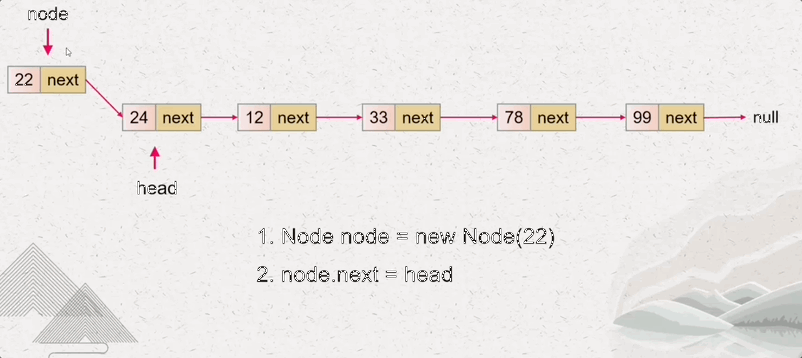 node
22 next
24 next 12 next 33 next 78 next 99 next null
head
1. Node node = new Node(22)
2. node.next = head